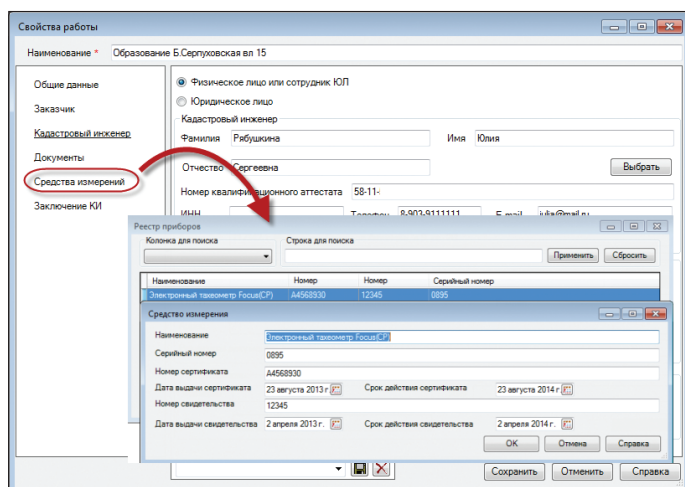 Свойства работы
Наименование * Образование Б.Серпуховская вл 15
Общие данные
Заказчик
Кадастровый инженер
Документы
Средства измерений
Заключение КИ
Физическое лицо или сотрудник ЮЛ
Юридическое лицо
Кадастровый инженер
Фамилия Рябушкина Имя Юлия
Отчество Сергеевна Выбрать
Номер квалификационного аттестата 58-11-
ИНН Телефон 8-903-9111111 E-mail julia@mail.ru
Реестр приборов
Колонка для поиска Строка для поиска
Применить Сбросить
Наименование Номер Номер Серийный номер
Электронный тахеометр Focus(CP) A4568930 12345 0895
Средство измерения
Наименование Электронный тахеометр Focus(CP)
Серийный номер 0895
Номер сертификата A4568930
Дата выдачи сертификата 23 августа 2013 г. Срок действия сертификата 23 августа 2014 г.
Номер свидетельства 12345
Дата выдачи свидетельства 2 апреля 2013 г. Срок действия свидетельства 2 апреля 2014 г.
OK Отмена Справка
Сохранить Отменить Справка